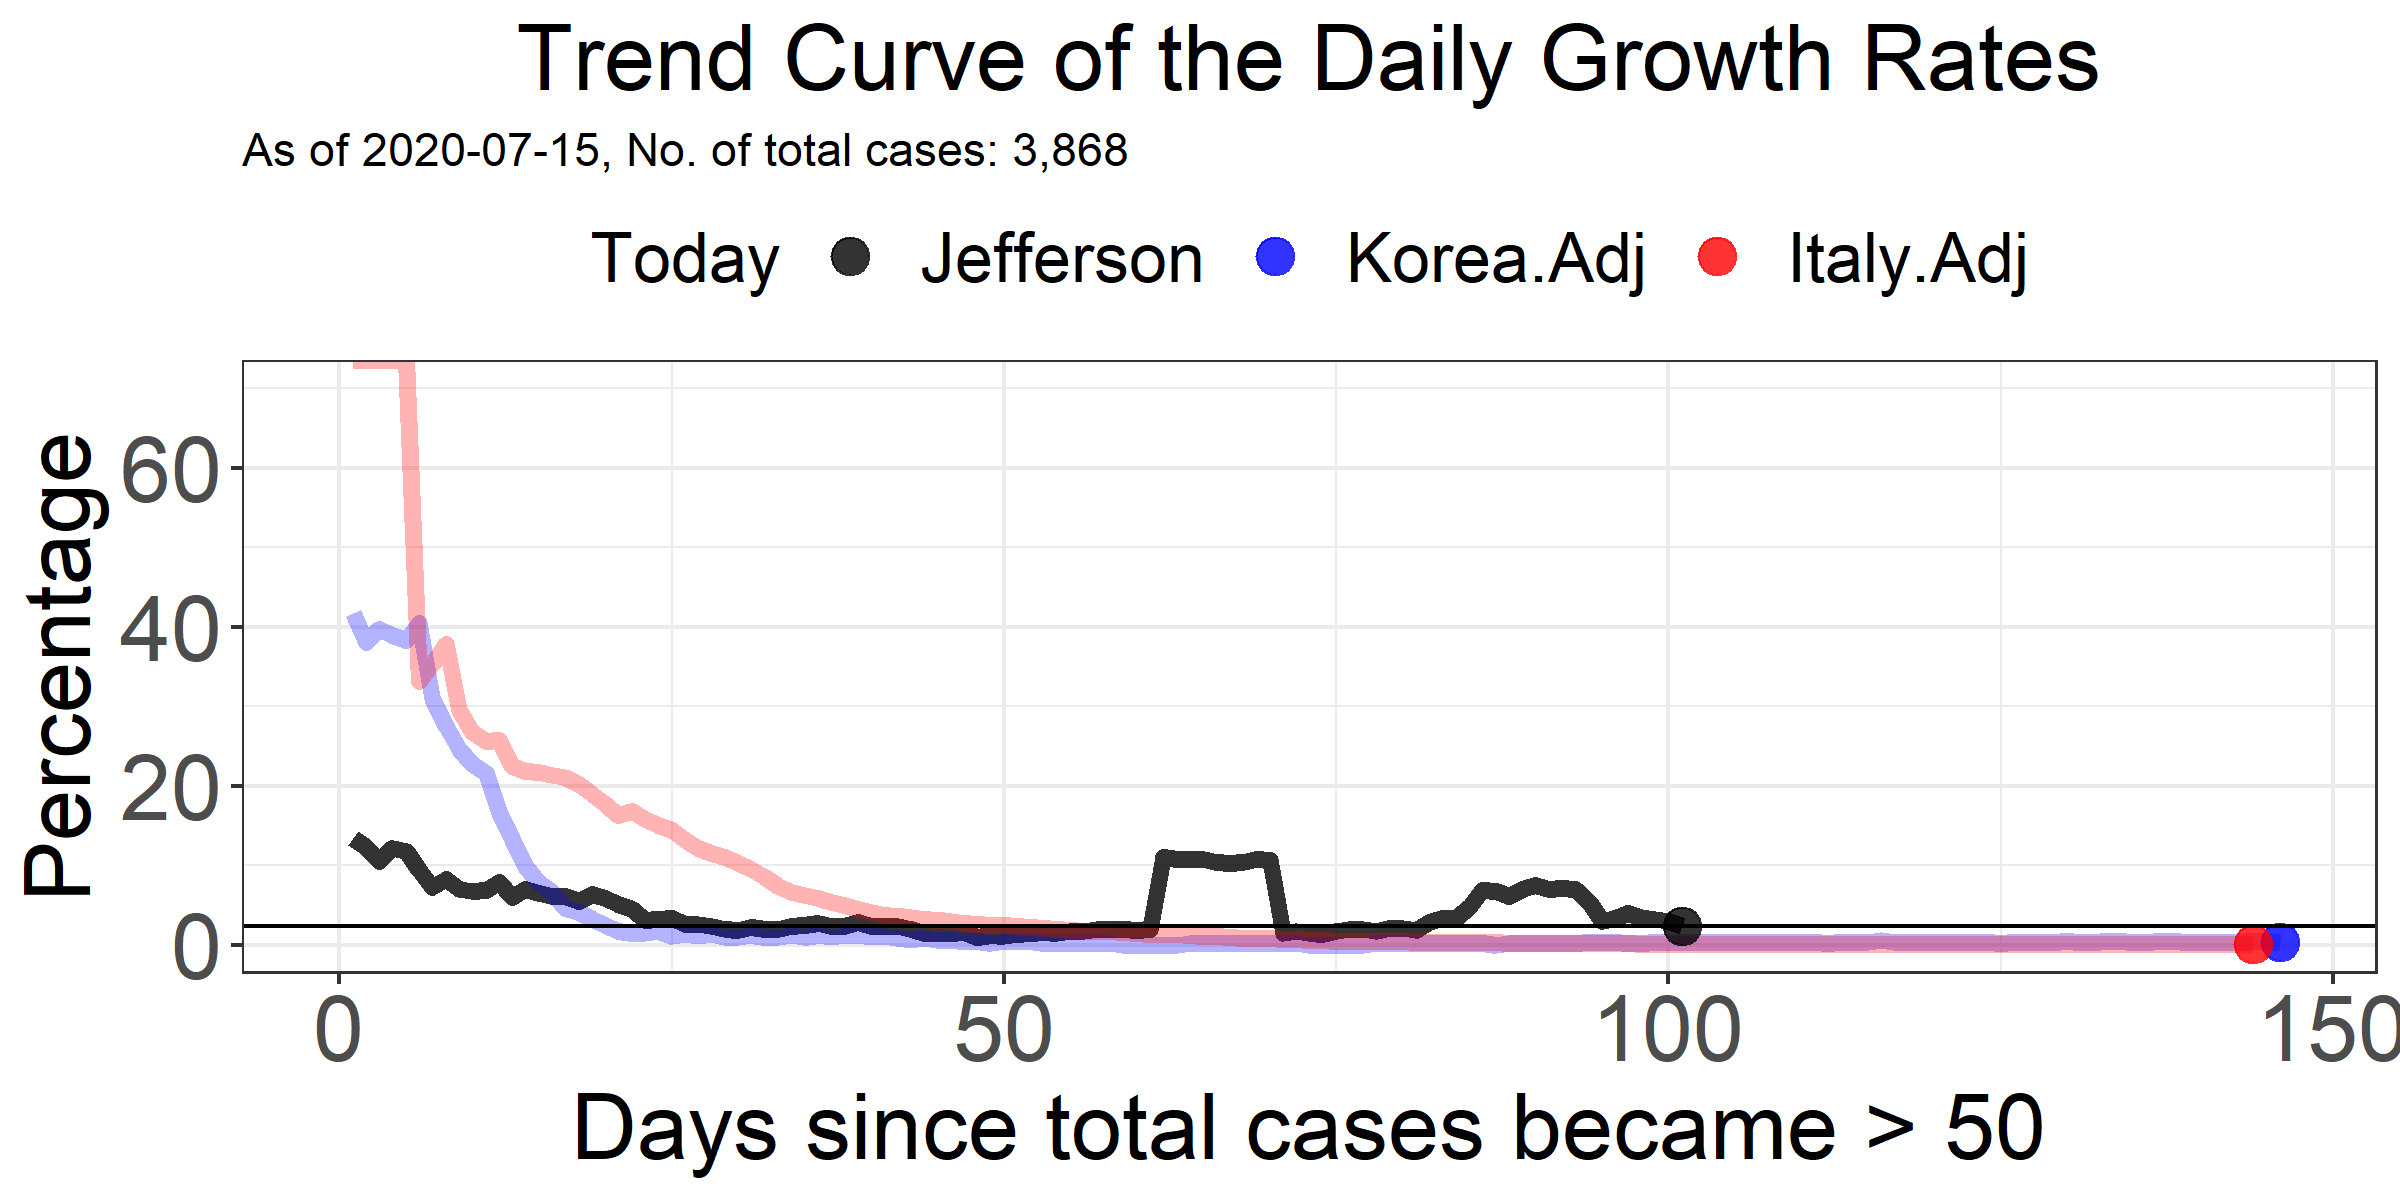 Trend Curve of the Daily Growth Rates
As of 2020-07-15, No. of total cases: 3,868
Today Jefferson Korea.Adj Italy.Adj
Percentage
60
40
20
0
0 50 100 150
Days since total cases became > 50